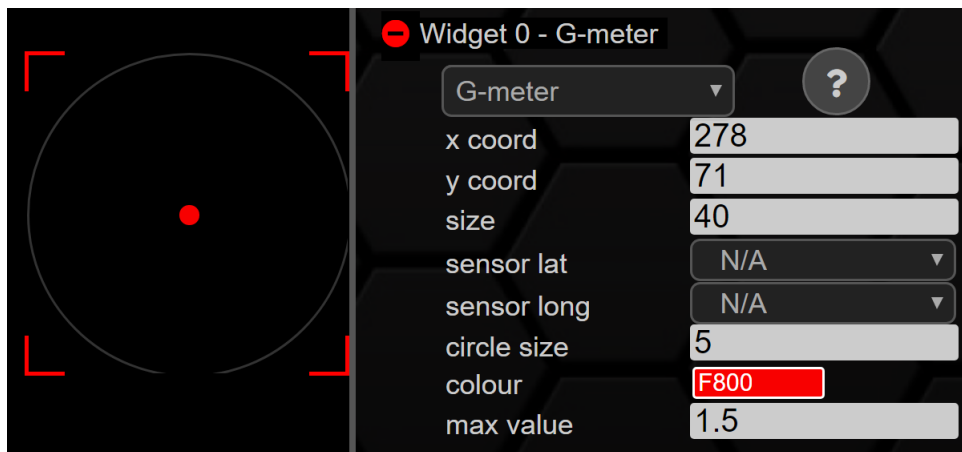 Widget 0 - G-meter
G-meter ?
x coord 278
y coord 71
size 40
sensor lat N/A
sensor long N/A
circle size 5
colour F800
max value 1.5